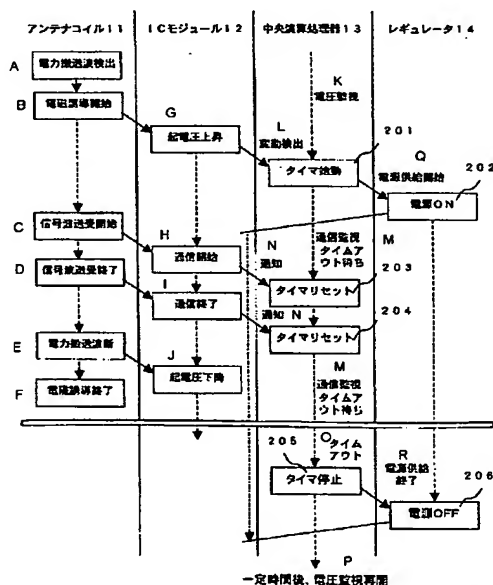 アンテナコイル11
ICモジュール12
中央演算処理器13
レギュレータ14
A
電力搬送波検出
B
電磁誘導開始
K
電圧監視
G
起電圧上昇
L
変動検出
201
タイマ始動
Q
電源供給開始
202
電源ON
C
信号波送受開始
H
通信開始
N
通知
通信監視
タイムア
ウト待ち
M
203
タイマリセット
D
信号波送受終了
I
通信終了
通知 N
204
タイマリセット
E
電力搬送波断
J
起電圧下降
M
通信監視
タイムア
ウト待ち
F
電磁誘導終了
205
O
タイム
アウト
タイマ停止
R
電源供給
終了
206
電源OFF
P
一定時間後、電圧監視再開